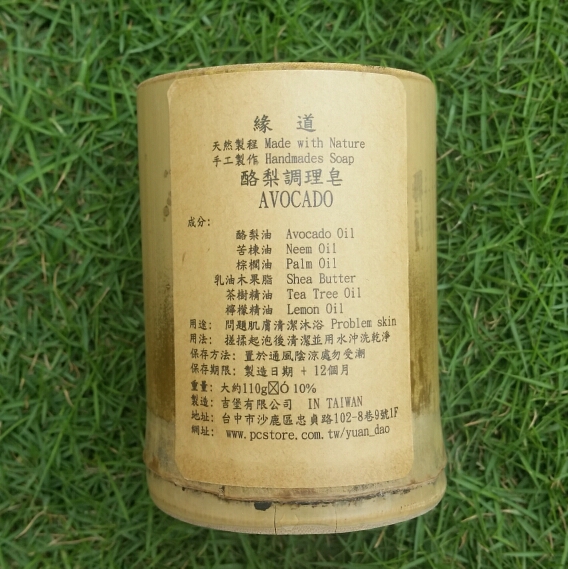 緣 道
天然製程 Made with Nature
手工製作 Handmades Soap
酪梨調理皂
AVOCADO
成分:
酪梨油 Avocado Oil
苦楝油 Neem Oil
棕櫚油 Palm Oil
乳油木果脂 Shea Butter
茶樹精油 Tea Tree Oil
檸檬精油 Lemon Oil
用途: 問題肌膚清潔沐浴 Problem skin
用法: 搓揉起泡後清潔並用水沖洗乾淨
保存方法: 置於通風陰涼處勿受潮
保存期限: 製造日期 + 12個月
重量: 大約110g☒Ó 10%
製造: 吉堡有限公司 IN TAIWAN
地址: 台中市沙鹿區忠貞路102-8巷9號1F
網址: www.pcstore.com.tw/yuan_dao